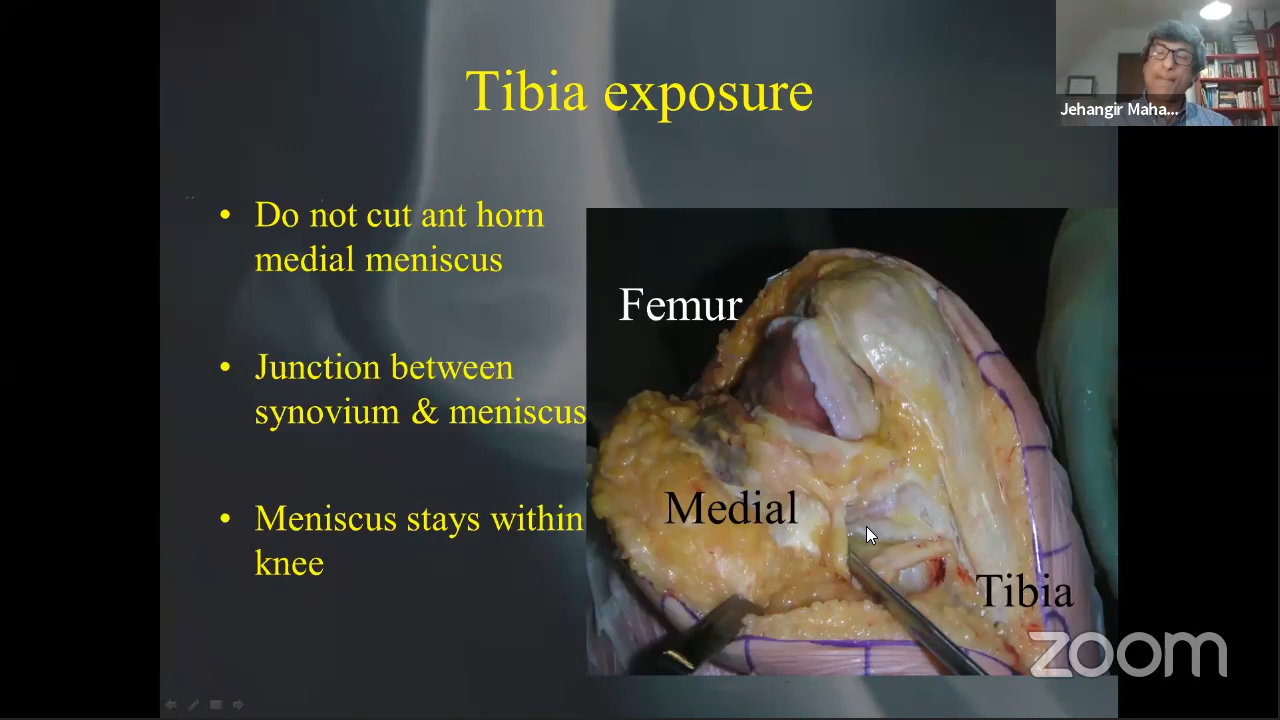 Tibia exposure
Jehangir Maha...
• Do not cut ant horn
medial meniscus
• Junction between
synovium & meniscus
• Meniscus stays within
knee
Femur
Medial
Tibia
zoom